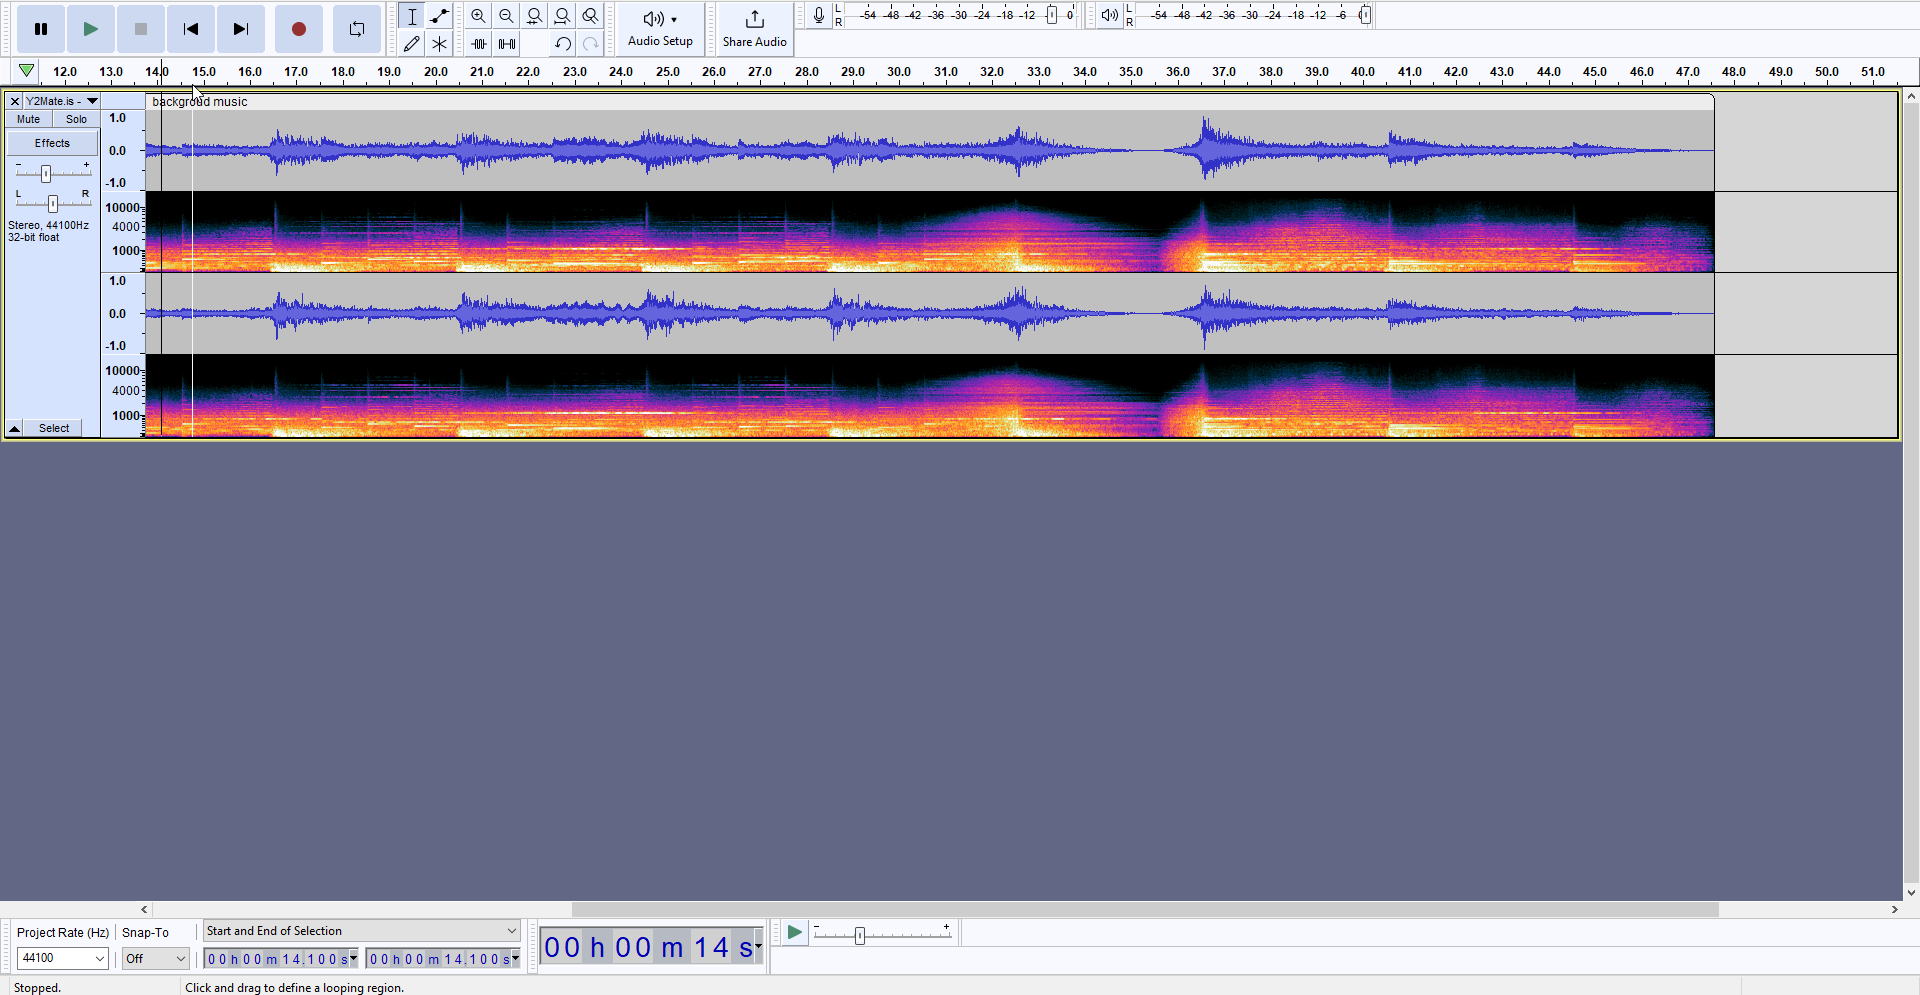 L
R
-54 -48 -42 -36 -30 -24 -18 -12 0
L
R
-54 -48 -42 -36 -30 -24 -18 -12 -6
Audio Setup
Share Audio
12.0 13.0 14.0 15.0 16.0 17.0 18.0 19.0 20.0 21.0 22.0 23.0 24.0 25.0 26.0 27.0 28.0 29.0 30.0 31.0 32.0 33.0 34.0 35.0 36.0 37.0 38.0 39.0 40.0 41.0 42.0 43.0 44.0 45.0 46.0 47.0 48.0 49.0 50.0 51.0
Y2Mate.is -
backgroud music
Mute Solo
Effects
- +
L R
Stereo, 44100Hz
32-bit float
Select
1.0
0.0
-1.0
10000
4000
1000
1.0
0.0
-1.0
10000
4000
1000
Project Rate (Hz)
44100
Snap-To
Off
Start and End of Selection
00 h 00 m 14.100 s
00 h 00 m 14.100 s
00 h 00 m 14 s
- +
Stopped.
Click and drag to define a looping region.